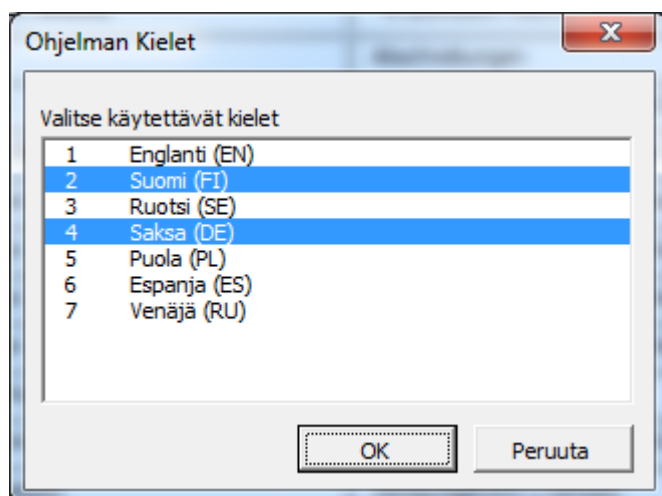 Ohjelman Kielet
Valitse käytettävät kielet
1 Englanti (EN)
2 Suomi (FI)
3 Ruotsi (SE)
4 Saksa (DE)
5 Puola (PL)
6 Espanja (ES)
7 Venäjä (RU)
OK Peruuta